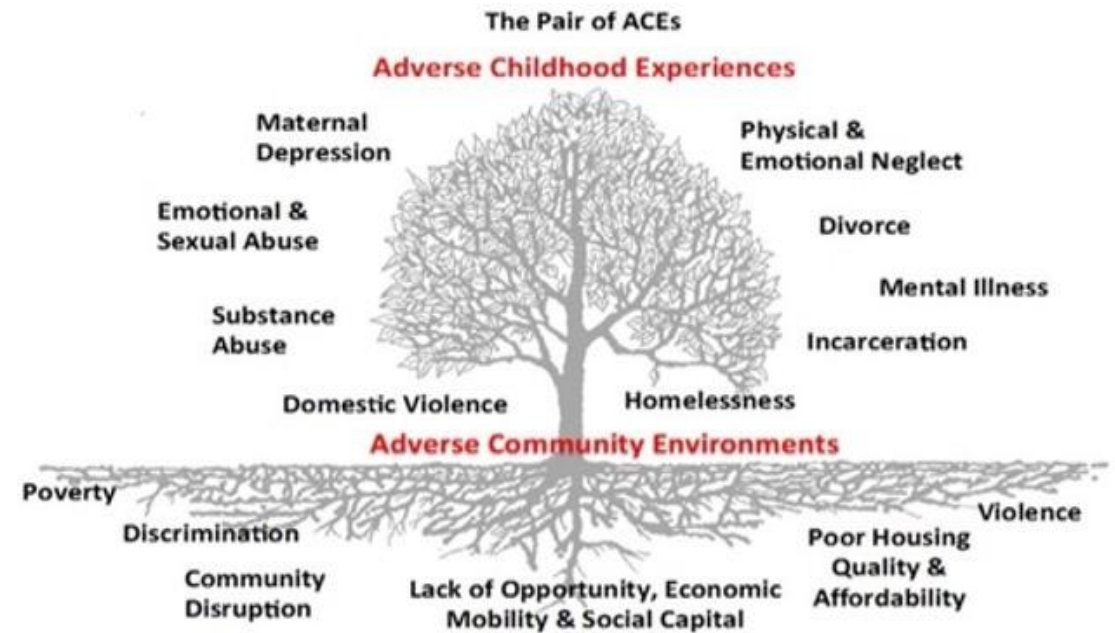 The Pair of ACEs
Adverse Childhood Experiences
Maternal
Depression
Physical &
Emotional Neglect
Emotional &
Sexual Abuse
Divorce
Mental Illness
Substance
Abuse
Incarceration
Domestic Violence
Homelessness
Adverse Community Environments
Poverty
Violence
Discrimination
Poor Housing
Quality &
Affordability
Community
Disruption
Lack of Opportunity, Economic
Mobility & Social Capital